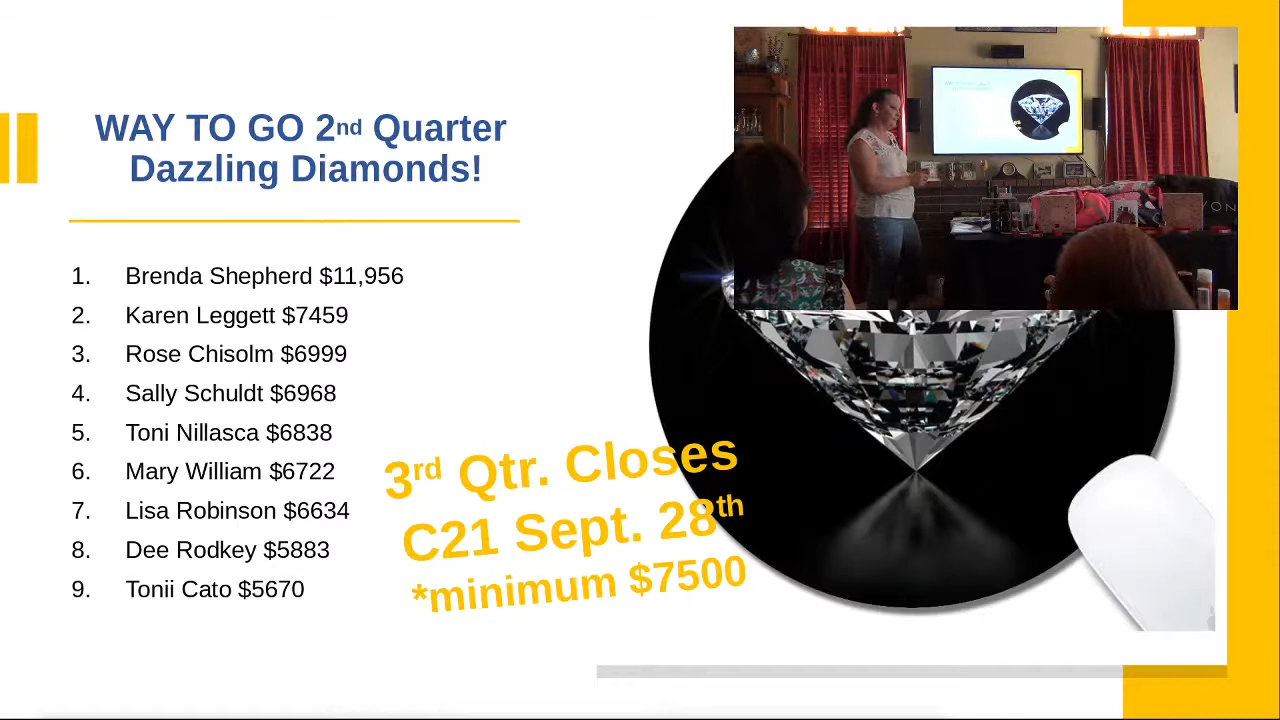 WAY TO GO 2nd Quarter
Dazzling Diamonds!
1. Brenda Shepherd $11,956
2. Karen Leggett $7459
3. Rose Chisolm $6999
4. Sally Schuldt $6968
5. Toni Nillasca $6838
6. Mary William $6722
7. Lisa Robinson $6634
8. Dee Rodkey $5883
9. Tonii Cato $5670
3rd Qtr. Closes
C21 Sept. 28th
*minimum $7500
VON